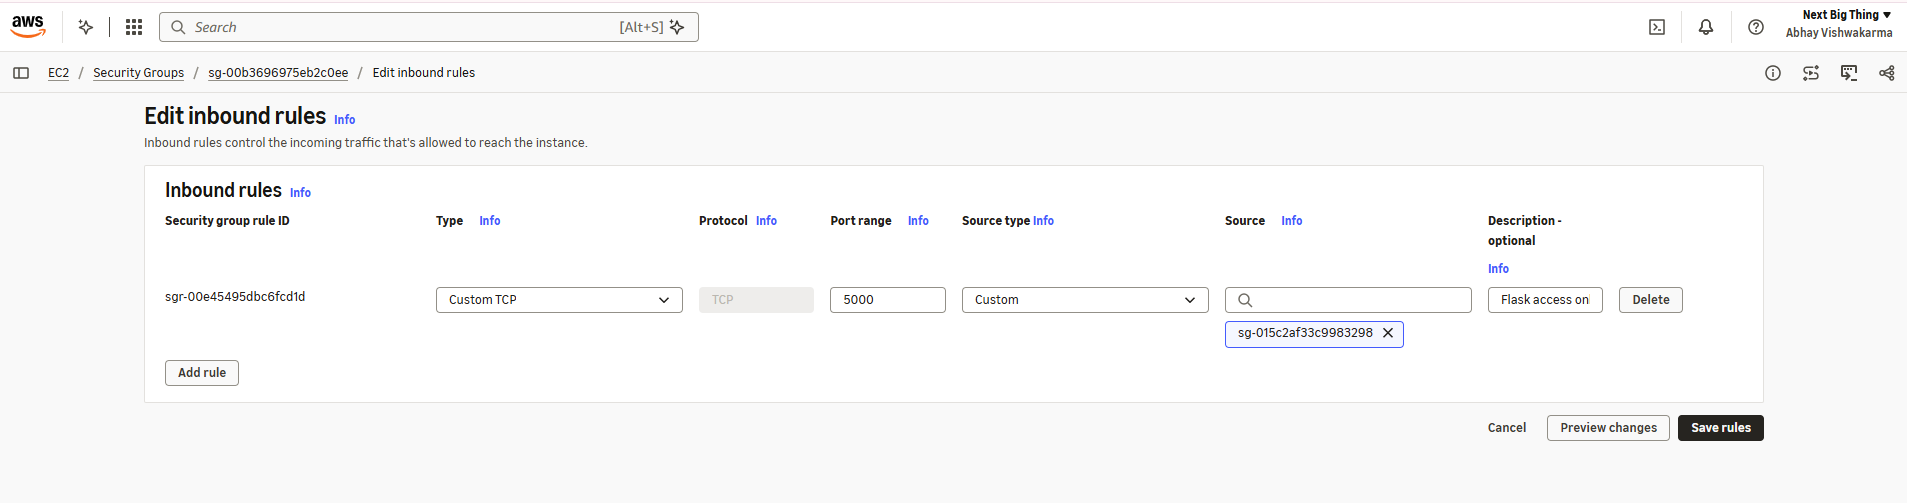 aws
Search [Alt+S]
Next Big Thing
Abhay Vishwakarma
EC2 / Security Groups / sg-00b3696975eb2c0ee / Edit inbound rules
Edit inbound rules Info
Inbound rules control the incoming traffic that's allowed to reach the instance.
Inbound rules Info
Security group rule ID Type Info Protocol Info Port range Info Source type Info Source Info Description -
optional
Info
sgr-00e45495dbc6fcd1d Custom TCP TCP 5000 Custom Flask access on Delete
sg-015c2af33c9983298
Add rule
Cancel Preview changes Save rules